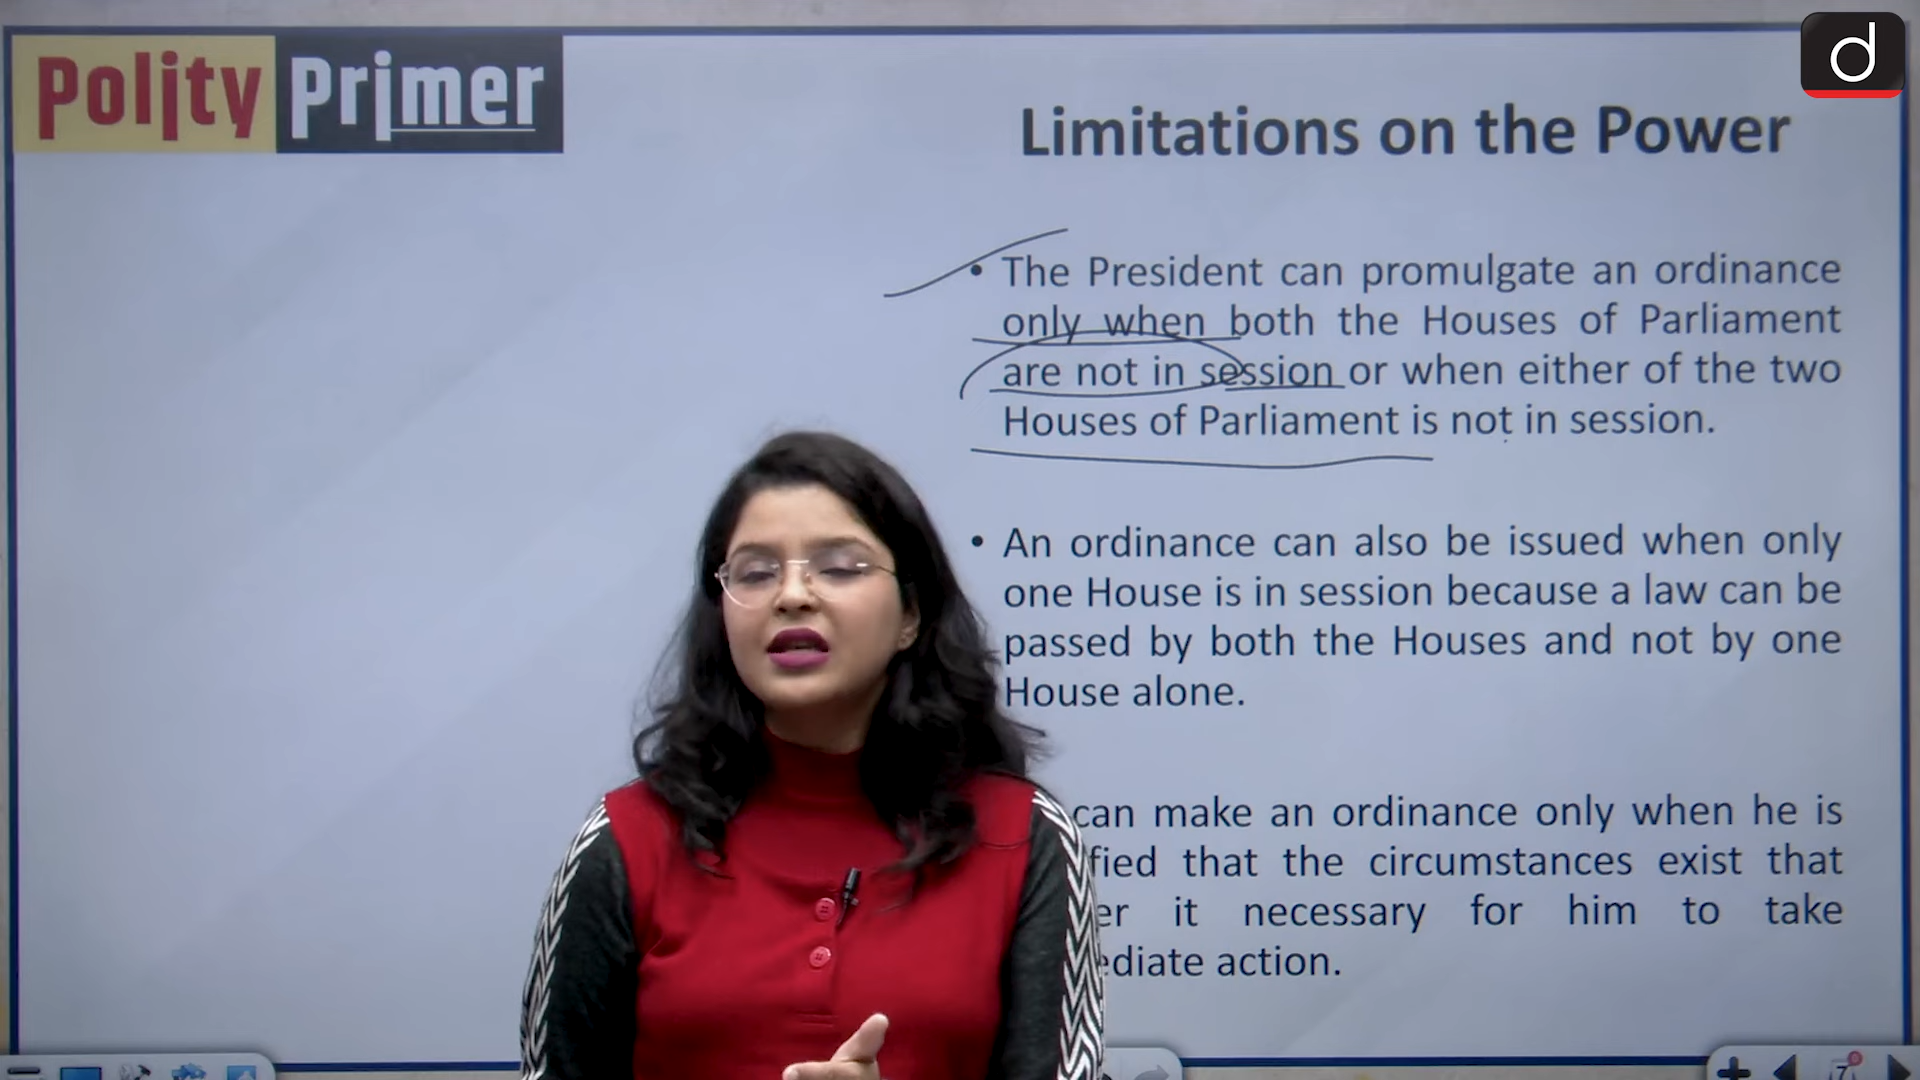 Polity Primer
d
Limitations on the Power
• The President can promulgate an ordinance
only when both the Houses of Parliament
are not in session or when either of the two
Houses of Parliament is not in session.
• An ordinance can also be issued when only
one House is in session because a law can be
passed by both the Houses and not by one
House alone.
can make an ordinance only when he is
fied that the circumstances exist that
er it necessary for him to take
ediate action.
7